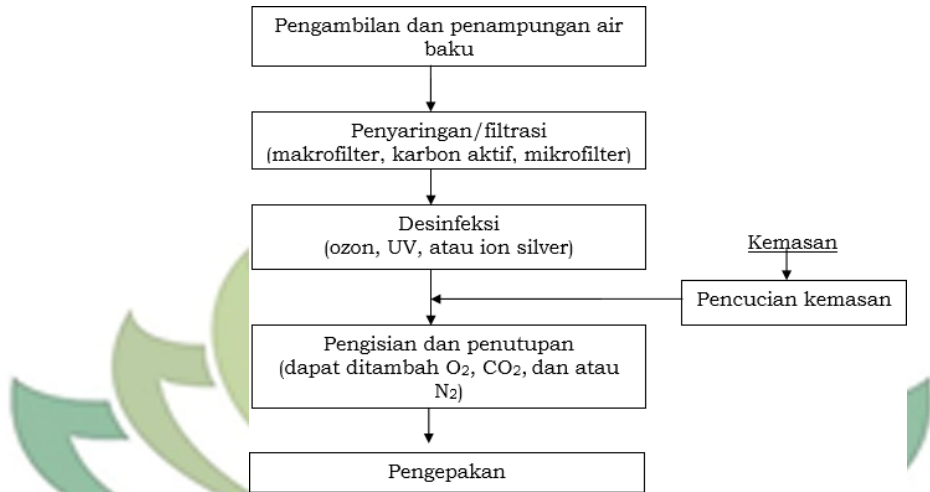 Pengambilan dan penampungan air
baku
Penyaringan/filtrasi
(makrofilter, karbon aktif, mikrofilter)
Desinfeksi
(ozon, UV, atau ion silver)
Kemasan
Pencucian kemasan
Pengisian dan penutupan
(dapat ditambah O₂, CO₂, dan atau
N₂)
Pengepakan